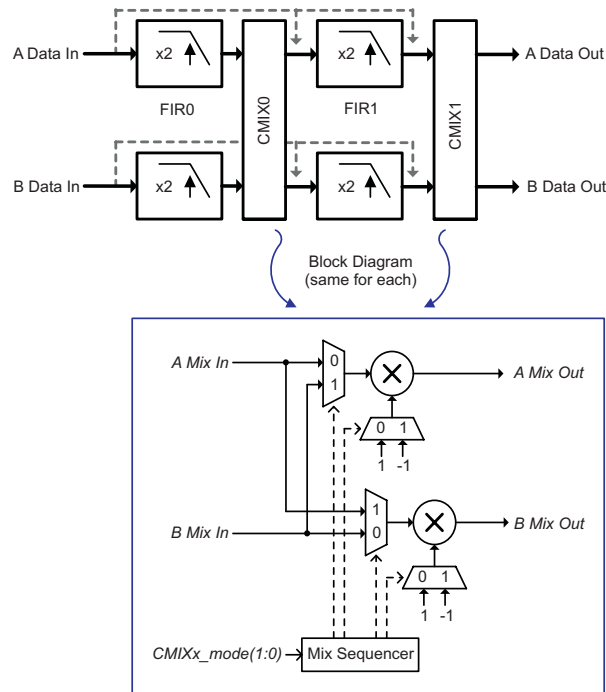 A Data In
x2
x2
A Data Out
FIR0
CMIX0
FIR1
CMIX1
B Data In
x2
x2
B Data Out
Block Diagram
(same for each)
A Mix In
0
1
A Mix Out
0 1
1 -1
B Mix In
1
0
B Mix Out
0 1
1 -1
CMIXx_mode(1:0)
Mix Sequencer